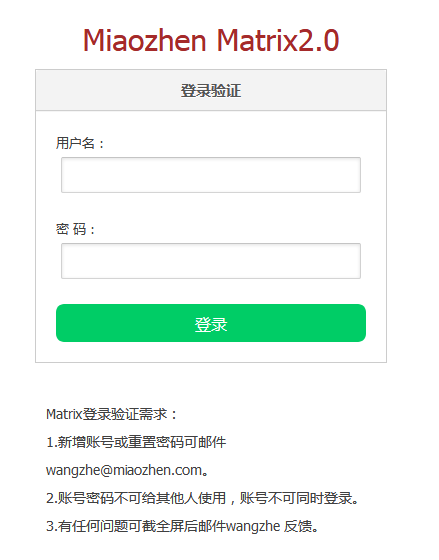 Miaozhen Matrix2.0
登录验证
用户名：
密 码：
登录
Matrix登录验证需求：
1.新增账号或重置密码可邮件
wangzhe@miaozhen.com。
2.账号密码不可给其他人使用，账号不可同时登录。
3.有任何问题可截全屏后邮件wangzhe 反馈。